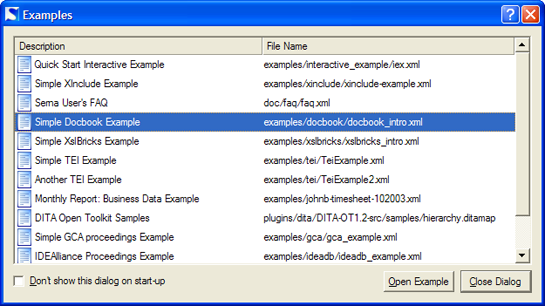 Examples
Description File Name
Quick Start Interactive Example examples/interactive_example/iex.xml
Simple XInclude Example examples/xinclude/xinclude-example.xml
Serna User's FAQ doc/faq/faq.xml
Simple Docbook Example examples/docbook/docbook_intro.xml
Simple XslBricks Example examples/xslbricks/xslbricks_intro.xml
Simple TEI Example examples/tei/TeiExample.xml
Another TEI Example examples/tei/TeiExample2.xml
Monthly Report: Business Data Example examples/johnb-timesheet-102003.xml
DITA Open Toolkit Samples plugins/dita/DITA-OT1.2-src/samples/hierarchy.ditamap
Simple GCA proceedings Example examples/gca/gca_example.xml
IDEAlliance Proceedings Example examples/ideadb/ideadb_example.xml
Don't show this dialog on start-up Open Example Close Dialog